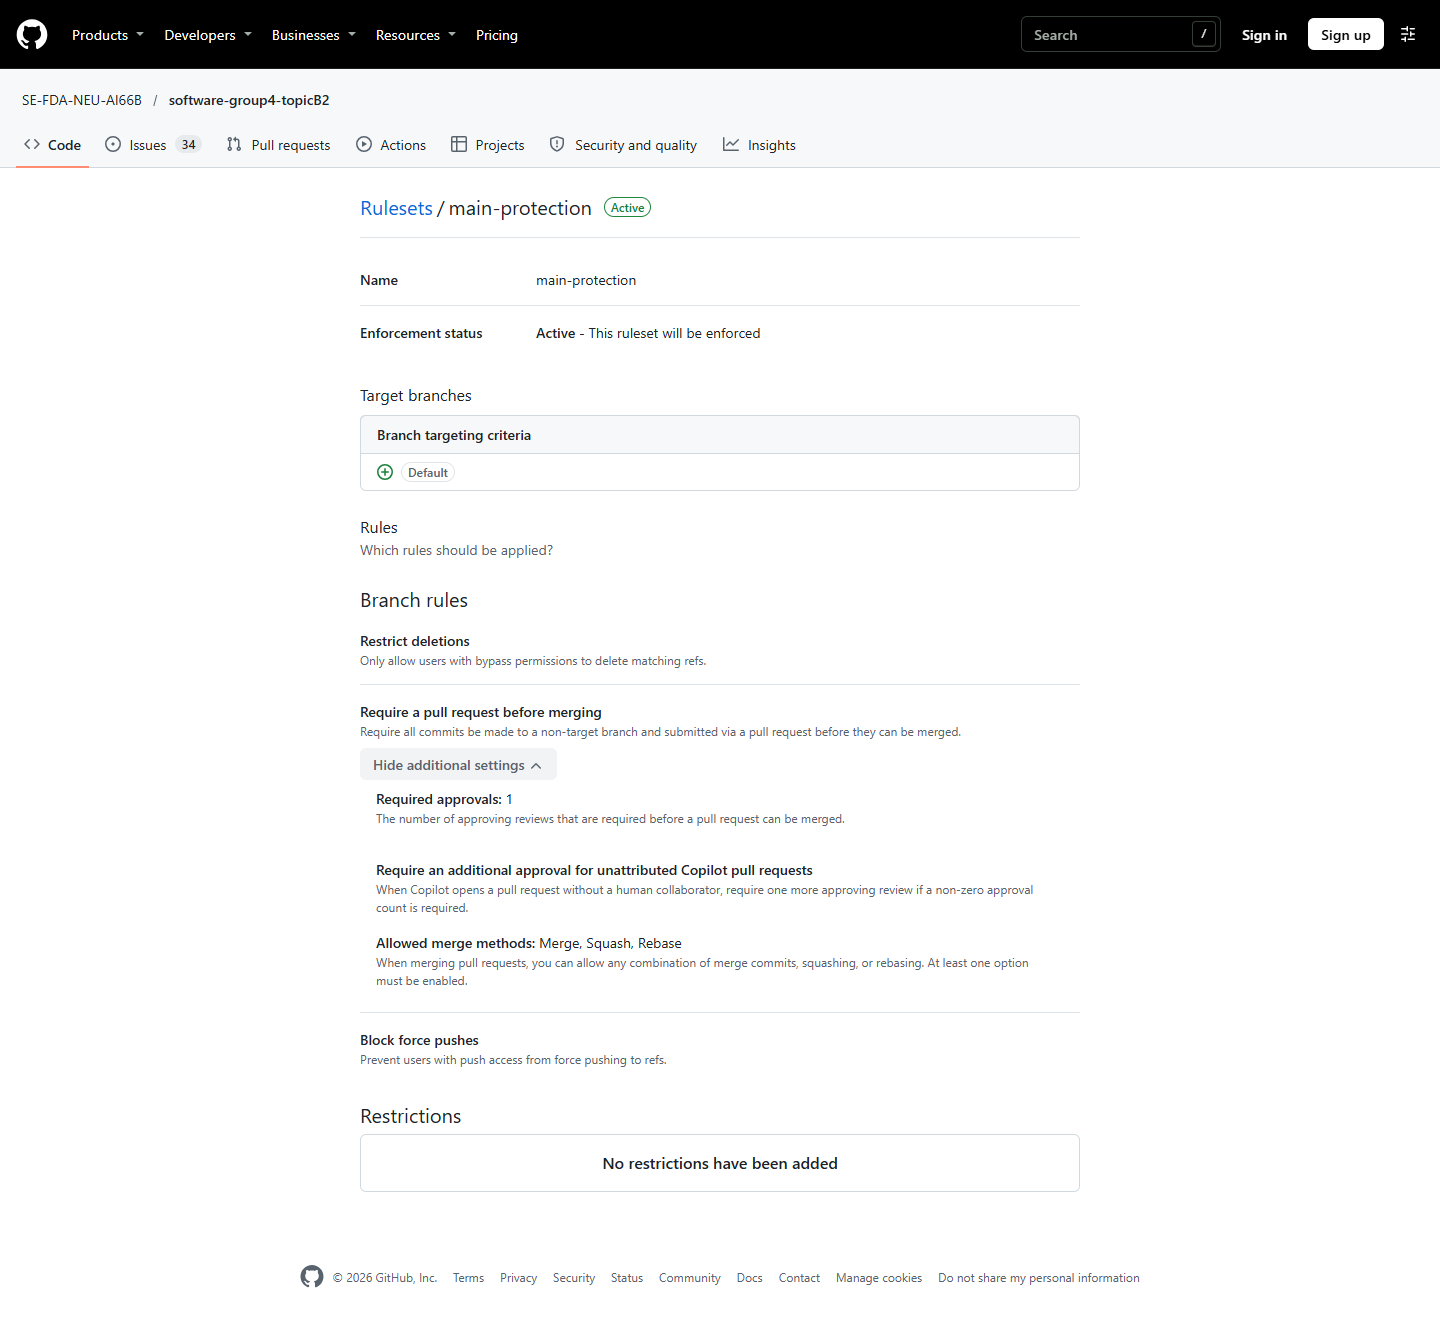 Products Developers Businesses Resources Pricing Search / Sign in Sign up
SE-FDA-NEU-AI66B / software-group4-topicB2
Code Issues 34 Pull requests Actions Projects Security and quality Insights
Rulesets / main-protection Active
Name main-protection
Enforcement status Active - This ruleset will be enforced
Target branches
Branch targeting criteria
Default
Rules
Which rules should be applied?
Branch rules
Restrict deletions
Only allow users with bypass permissions to delete matching refs.
Require a pull request before merging
Require all commits be made to a non-target branch and submitted via a pull request before they can be merged.
Hide additional settings
Required approvals: 1
The number of approving reviews that are required before a pull request can be merged.
Require an additional approval for unattributed Copilot pull requests
When Copilot opens a pull request without a human collaborator, require one more approving review if a non-zero approval
count is required.
Allowed merge methods: Merge, Squash, Rebase
When merging pull requests, you can allow any combination of merge commits, squashing, or rebasing. At least one option
must be enabled.
Block force pushes
Prevent users with push access from force pushing to refs.
Restrictions
No restrictions have been added
© 2026 GitHub, Inc. Terms Privacy Security Status Community Docs Contact Manage cookies Do not share my personal information